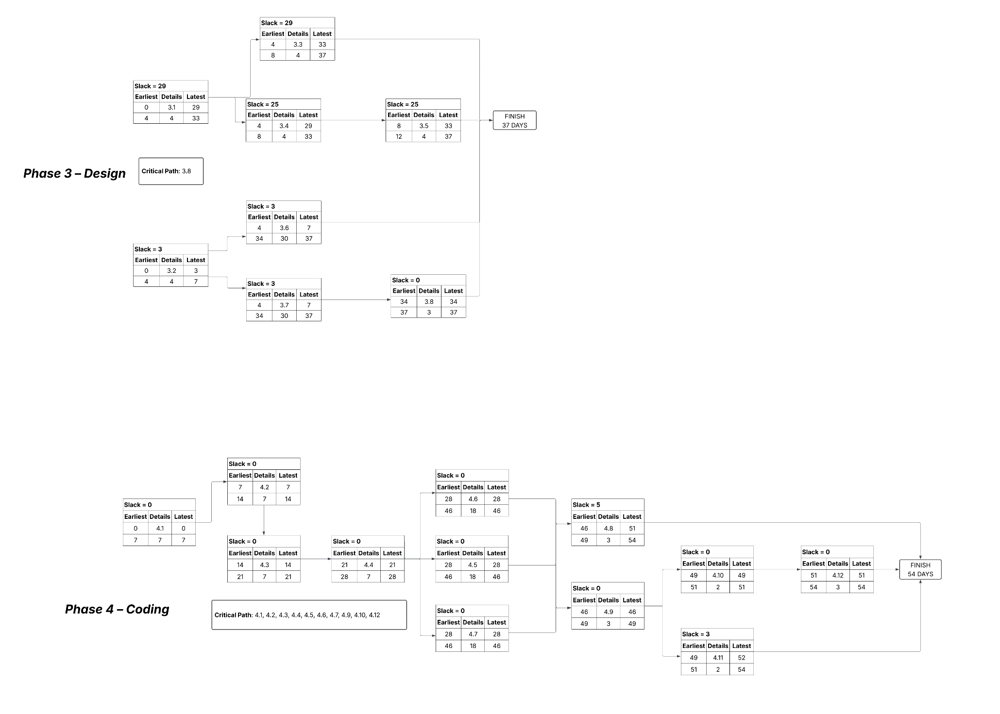 Slack = 29
Earliest Details Latest
4 3.3 33
8 4 37
Slack = 29
Earliest Details Latest
0 3.1 29
4 4 33
Slack = 25
Earliest Details Latest
4 3.4 29
8 4 33
Slack = 25
Earliest Details Latest
8 3.5 33
12 4 37
FINISH
37 DAYS
Phase 3 – Design
Critical Path: 3.8
Slack = 3
Earliest Details Latest
4 3.6 7
34 30 37
Slack = 3
Earliest Details Latest
0 3.2 3
4 4 7
Slack = 3
Earliest Details Latest
4 3.7 7
34 30 37
Slack = 0
Earliest Details Latest
34 3.8 34
37 3 37
Slack = 0
Earliest Details Latest
7 4.2 7
14 7 14
Slack = 0
Earliest Details Latest
0 4.1 0
7 7 7
Slack = 0
Earliest Details Latest
14 4.3 14
21 7 21
Slack = 0
Earliest Details Latest
21 4.4 21
28 7 28
Slack = 0
Earliest Details Latest
28 4.6 28
46 18 46
Slack = 0
Earliest Details Latest
28 4.5 28
46 18 46
Slack = 0
Earliest Details Latest
28 4.7 28
46 18 46
Slack = 5
Earliest Details Latest
46 4.8 51
49 3 54
Slack = 0
Earliest Details Latest
46 4.9 46
49 3 49
Slack = 0
Earliest Details Latest
49 4.10 49
51 2 51
Slack = 0
Earliest Details Latest
51 4.12 51
54 3 54
FINISH
54 DAYS
Slack = 3
Earliest Details Latest
49 4.11 52
51 2 54
Phase 4 – Coding
Critical Path: 4.1, 4.2, 4.3, 4.4, 4.5, 4.6, 4.7, 4.9, 4.10, 4.12